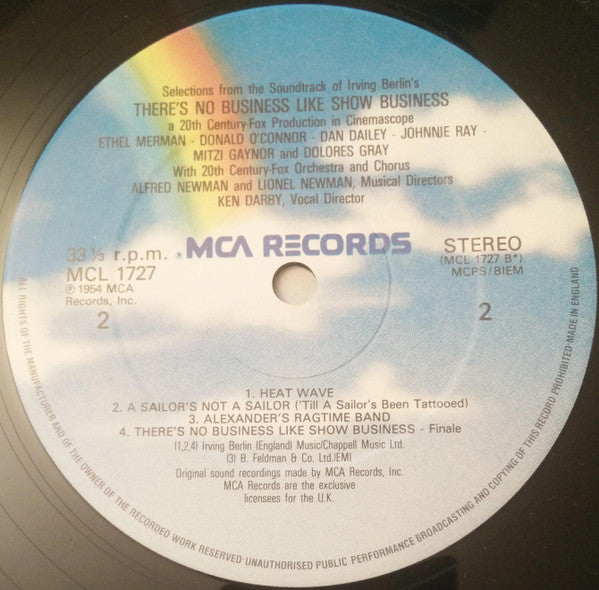 Selections from the Soundtrack of Irving Berlin's
THERE'S NO BUSINESS LIKE SHOW BUSINESS
a 20th Century-Fox Production in Cinemascope
ETHEL MERMAN · DONALD O'CONNOR · DAN DAILEY · JOHNNIE RAY ·
MITZI GAYNOR and DOLORES GRAY
With 20th Century-Fox Orchestra and Chorus
ALFRED NEWMAN and LIONEL NEWMAN, Musical Directors
KEN DARBY, Vocal Director
33⅓ r.p.m.
® MCA RECORDS
STEREO
MCL 1727
(MCL 1727 B*)
℗ 1954 MCA
Records, Inc.
MCPS/BIEM
2
2
1. HEAT WAVE
2. A SAILOR'S NOT A SAILOR ('Till A Sailor's Been Tattooed)
3. ALEXANDER'S RAGTIME BAND
4. THERE'S NO BUSINESS LIKE SHOW BUSINESS - Finale
(1,2,4) Irving Berlin (England) Music/Chappell Music Ltd.
(3) B. Feldman & Co. Ltd./EMI
Original sound recordings made by MCA Records, Inc.
MCA Records are the exclusive
licensees for the U.K.
ALL RIGHTS OF THE MANUFACTURER AND OF THE OWNER OF THE RECORDED WORK RESERVED·UNAUTHORISED PUBLIC PERFORMANCE BROADCASTING AND COPYING OF THIS RECORD PROHIBITED·MADE IN ENGLAND